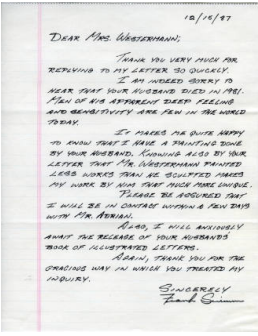 12/15/87
DEAR MRS. WESTERMANN;
THANK YOU VERY MUCH FOR
REPLYING TO MY LETTER SO QUICKLY.
I AM INDEED SORRY TO
HEAR THAT YOUR HUSBAND DIED IN 1981.
MEN OF HIS APPARENT DEEP FEELING
AND SENSITIVITY ARE FEW IN THE WORLD
TODAY.
IT MAKES ME QUITE HAPPY
TO KNOW THAT I HAVE A PAINTING DONE
BY YOUR HUSBAND. KNOWING ALSO BY YOUR
LETTER THAT MR. WESTERMANN PAINTED
LESS WORKS THAN HE SCULPTED MAKES
MY WORK BY HIM THAT MUCH MORE UNIQUE.
PLEASE BE ASSURED THAT
I WILL BE IN CONTACT WITHIN A FEW DAYS
WITH MR. ADRIAN.
ALSO, I WILL ANXIOUSLY
AWAIT THE RELEASE OF YOUR HUSBANDS
BOOK OF ILLUSTRATED LETTERS.
AGAIN, THANK YOU FOR THE
GRACIOUS WAY IN WHICH YOU TREATED MY
INQUIRY.
SINCERELY
Frank